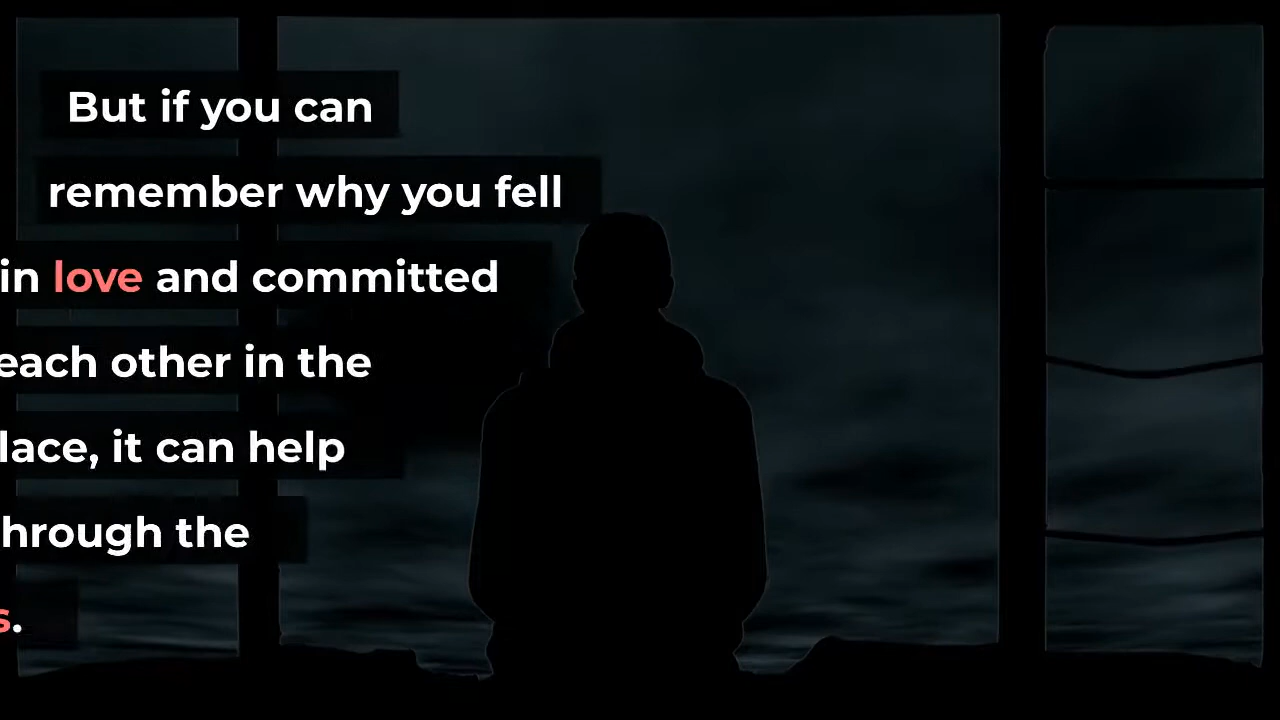 But if you can
remember why you fell
in love and committed
each other in the
lace, it can help
hrough the
s.